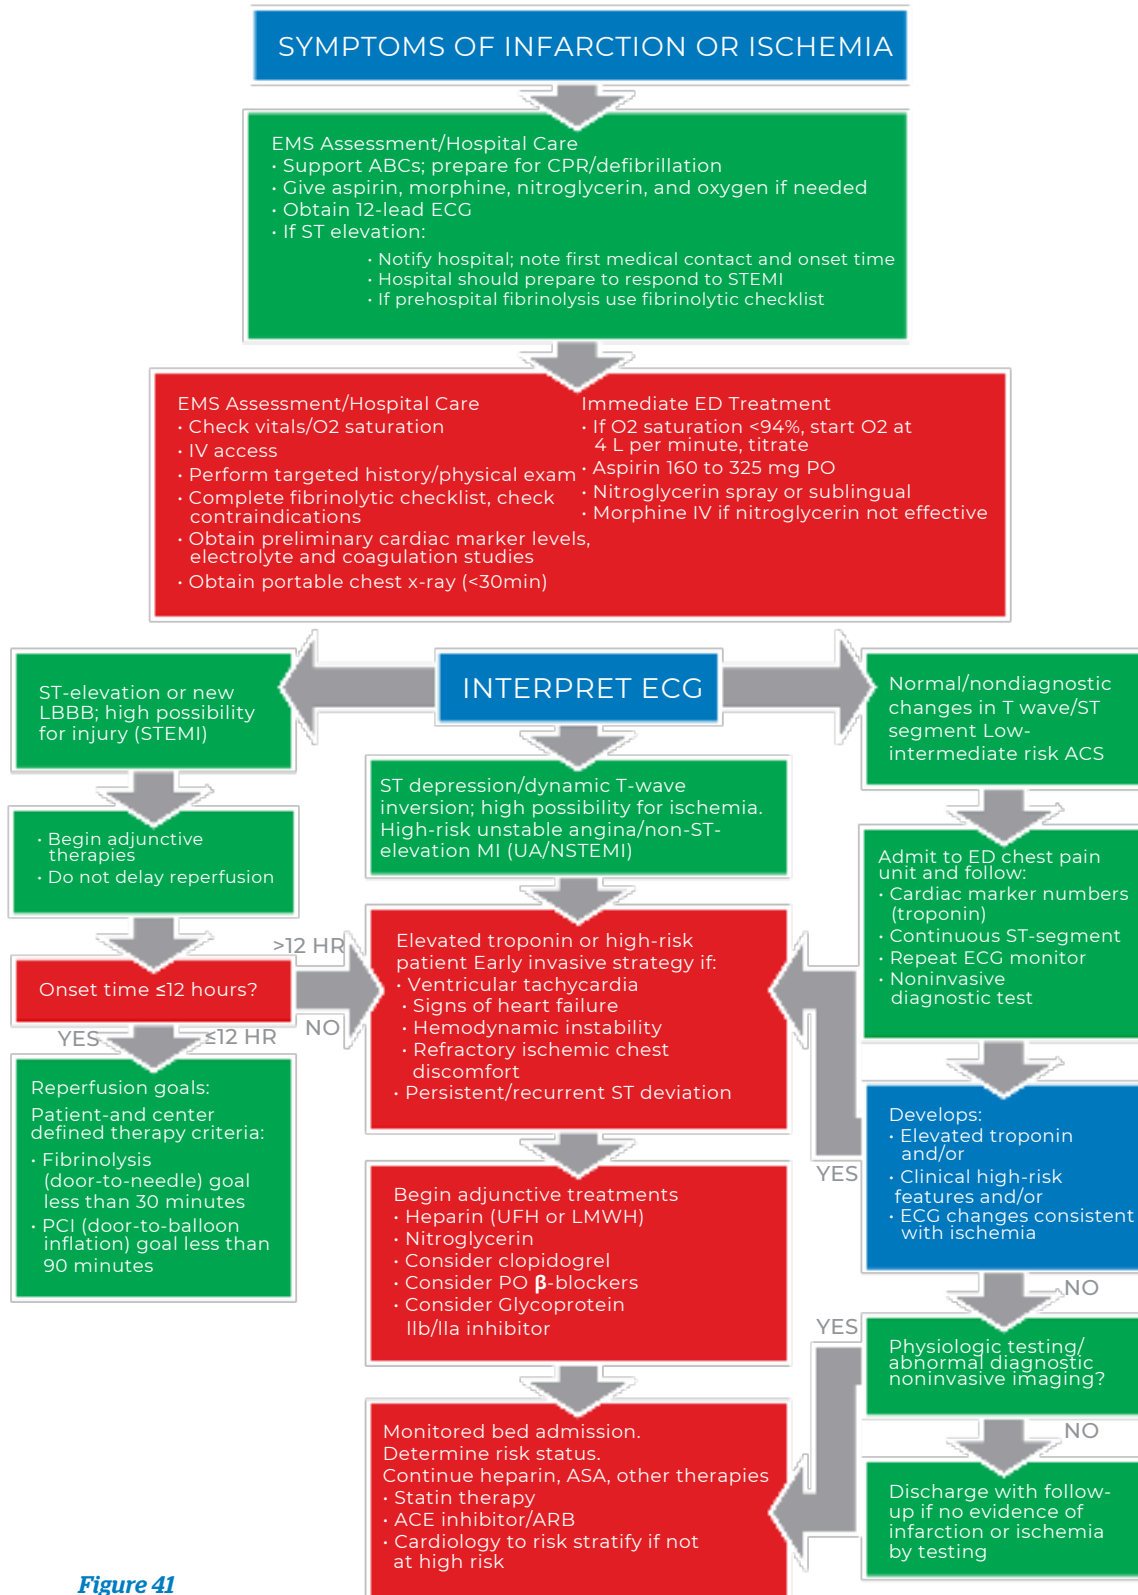 SYMPTOMS OF INFARCTION OR ISCHEMIA
EMS Assessment/Hospital Care
• Support ABCs; prepare for CPR/defibrillation
• Give aspirin, morphine, nitroglycerin, and oxygen if needed
• Obtain 12-lead ECG
• If ST elevation:
• Notify hospital; note first medical contact and onset time
• Hospital should prepare to respond to STEMI
• If prehospital fibrinolysis use fibrinolytic checklist
EMS Assessment/Hospital Care
• Check vitals/O2 saturation
• IV access
• Perform targeted history/physical exam
• Complete fibrinolytic checklist, check
contraindications
• Obtain preliminary cardiac marker levels,
electrolyte and coagulation studies
• Obtain portable chest x-ray (<30min)
Immediate ED Treatment
• If O2 saturation <94%, start O2 at
4 L per minute, titrate
• Aspirin 160 to 325 mg PO
• Nitroglycerin spray or sublingual
• Morphine IV if nitroglycerin not effective
INTERPRET ECG
ST-elevation or new
LBBB; high possibility
for injury (STEMI)
• Begin adjunctive
therapies
• Do not delay reperfusion
Onset time ≤12 hours?
>12 HR
NO
YES
≤12 HR
Reperfusion goals:
Patient-and center
defined therapy criteria:
• Fibrinolysis
(door-to-needle) goal
less than 30 minutes
• PCI (door-to-balloon
inflation) goal less than
90 minutes
ST depression/dynamic T-wave
inversion; high possibility for ischemia.
High-risk unstable angina/non-ST-
elevation MI (UA/NSTEMI)
Elevated troponin or high-risk
patient Early invasive strategy if:
• Ventricular tachycardia
• Signs of heart failure
• Hemodynamic instability
• Refractory ischemic chest
discomfort
• Persistent/recurrent ST deviation
Begin adjunctive treatments
• Heparin (UFH or LMWH)
• Nitroglycerin
• Consider clopidogrel
• Consider PO β-blockers
• Consider Glycoprotein
IIb/IIa inhibitor
Monitored bed admission.
Determine risk status.
Continue heparin, ASA, other therapies
• Statin therapy
• ACE inhibitor/ARB
• Cardiology to risk stratify if not
at high risk
Normal/nondiagnostic
changes in T wave/ST
segment Low-
intermediate risk ACS
Admit to ED chest pain
unit and follow:
• Cardiac marker numbers
(troponin)
• Continuous ST-segment
• Repeat ECG monitor
• Noninvasive
diagnostic test
Develops:
• Elevated troponin
and/or
• Clinical high-risk
features and/or
• ECG changes consistent
with ischemia
YES
NO
Physiologic testing/
abnormal diagnostic
noninvasive imaging?
YES
NO
Discharge with follow-
up if no evidence of
infarction or ischemia
by testing
Figure 41